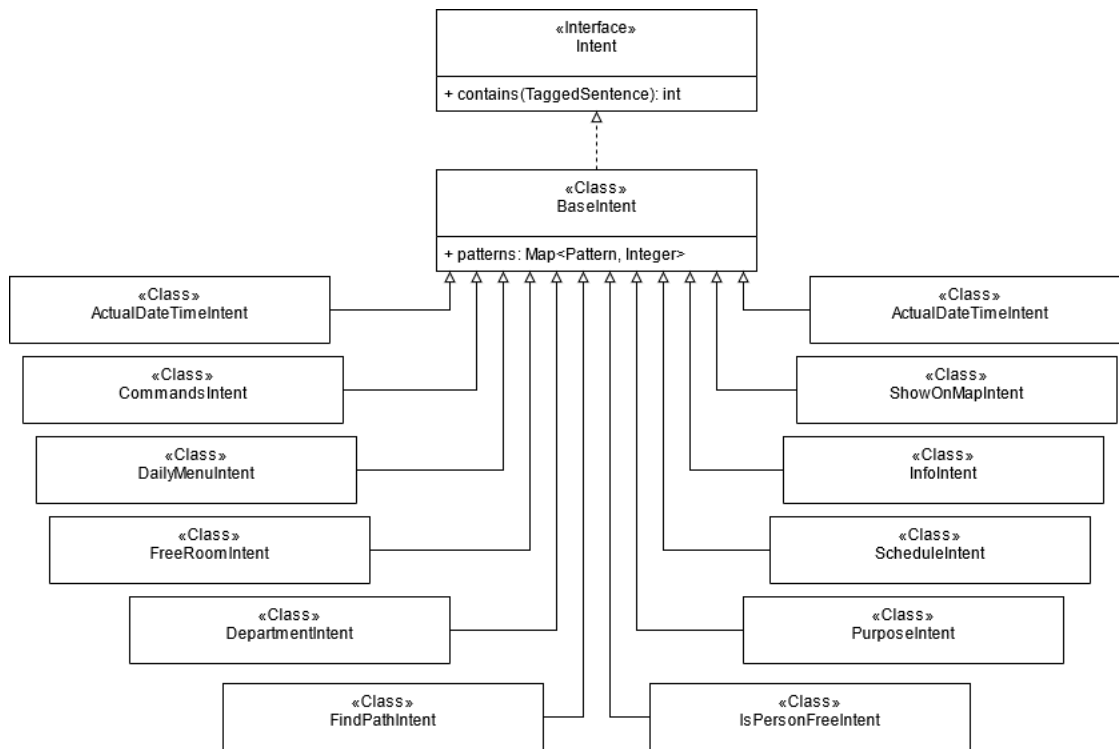 «Interface»
Intent
+ contains(TaggedSentence): int
«Class»
BaseIntent
+ patterns: Map<Pattern, Integer>
«Class»
ActualDateTimeIntent
«Class»
ActualDateTimeIntent
«Class»
CommandsIntent
«Class»
ShowOnMapIntent
«Class»
DailyMenuIntent
«Class»
InfoIntent
«Class»
FreeRoomIntent
«Class»
ScheduleIntent
«Class»
DepartmentIntent
«Class»
PurposeIntent
«Class»
FindPathIntent
«Class»
IsPersonFreeIntent